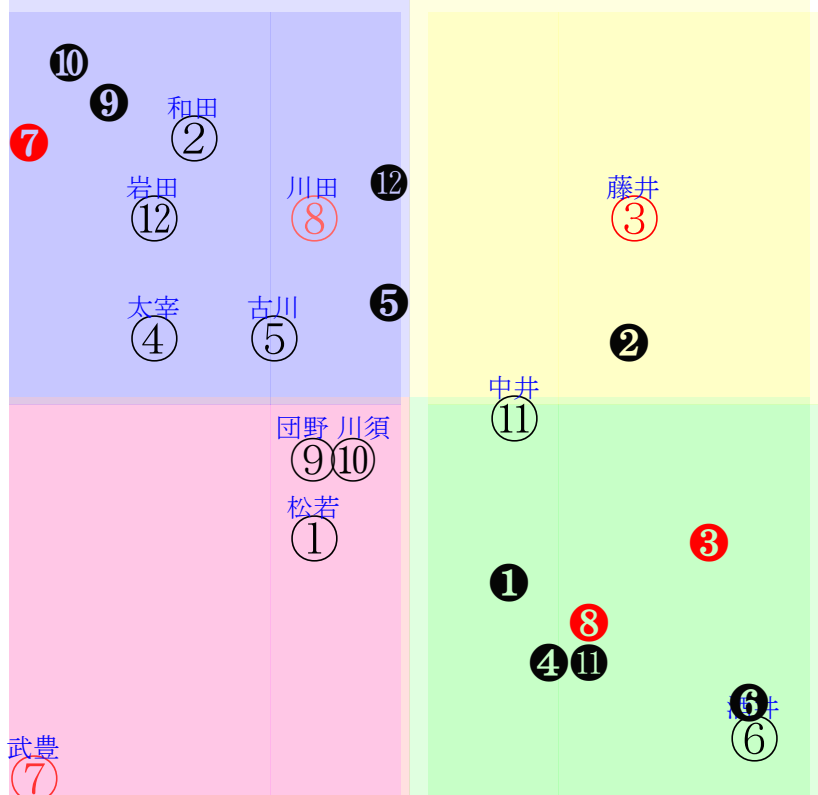 ❿
❾
和田
②
❼
岩田
⑫
川田
⑧
⓬
藤井
③
太宰
④
古川
⑤
❺
❷
中井
⑪
団野 川須
⑨⑩
松若
①
❸
❶
❽
❹⓫
❻
⑥
武豊
⑦